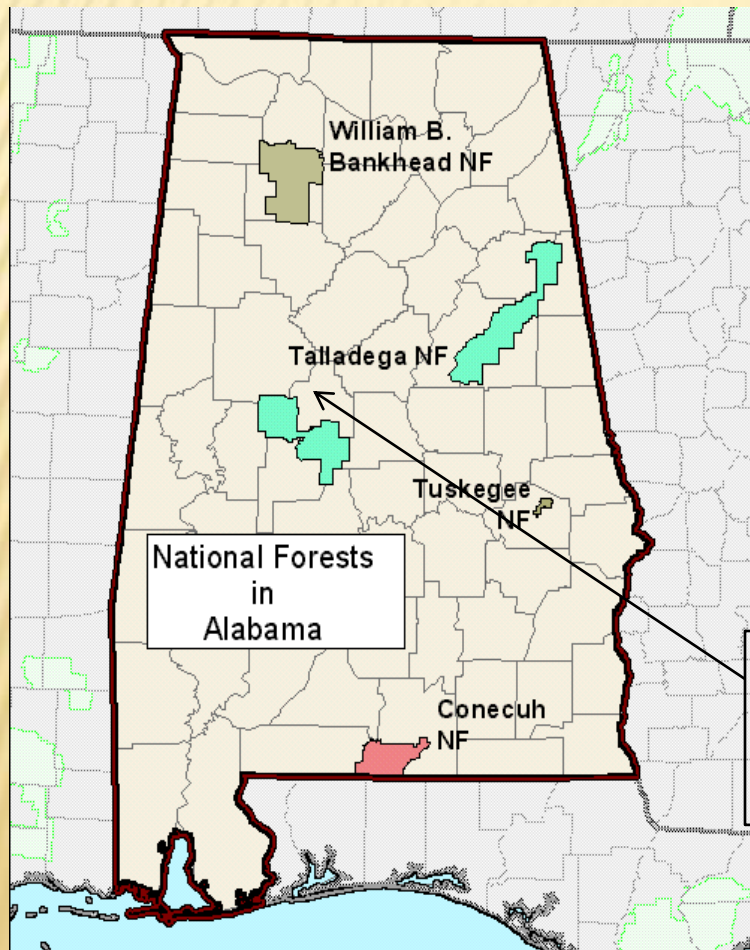 William B.
Bankhead NF
Talladega NF
Tuskegee
NF
National Forests
in
Alabama
Conecuh
NF